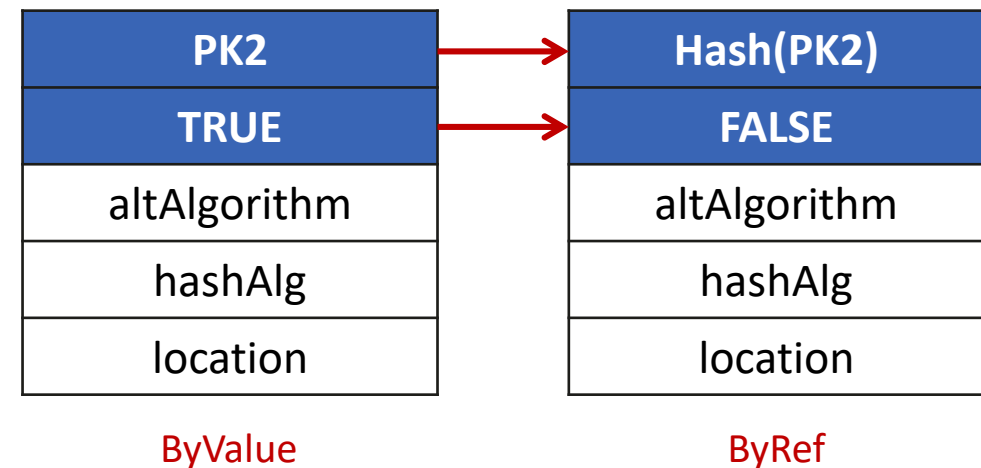 PK2
TRUE
altAlgorithm
hashAlg
location
ByValue
Hash(PK2)
FALSE
altAlgorithm
hashAlg
location
ByRef